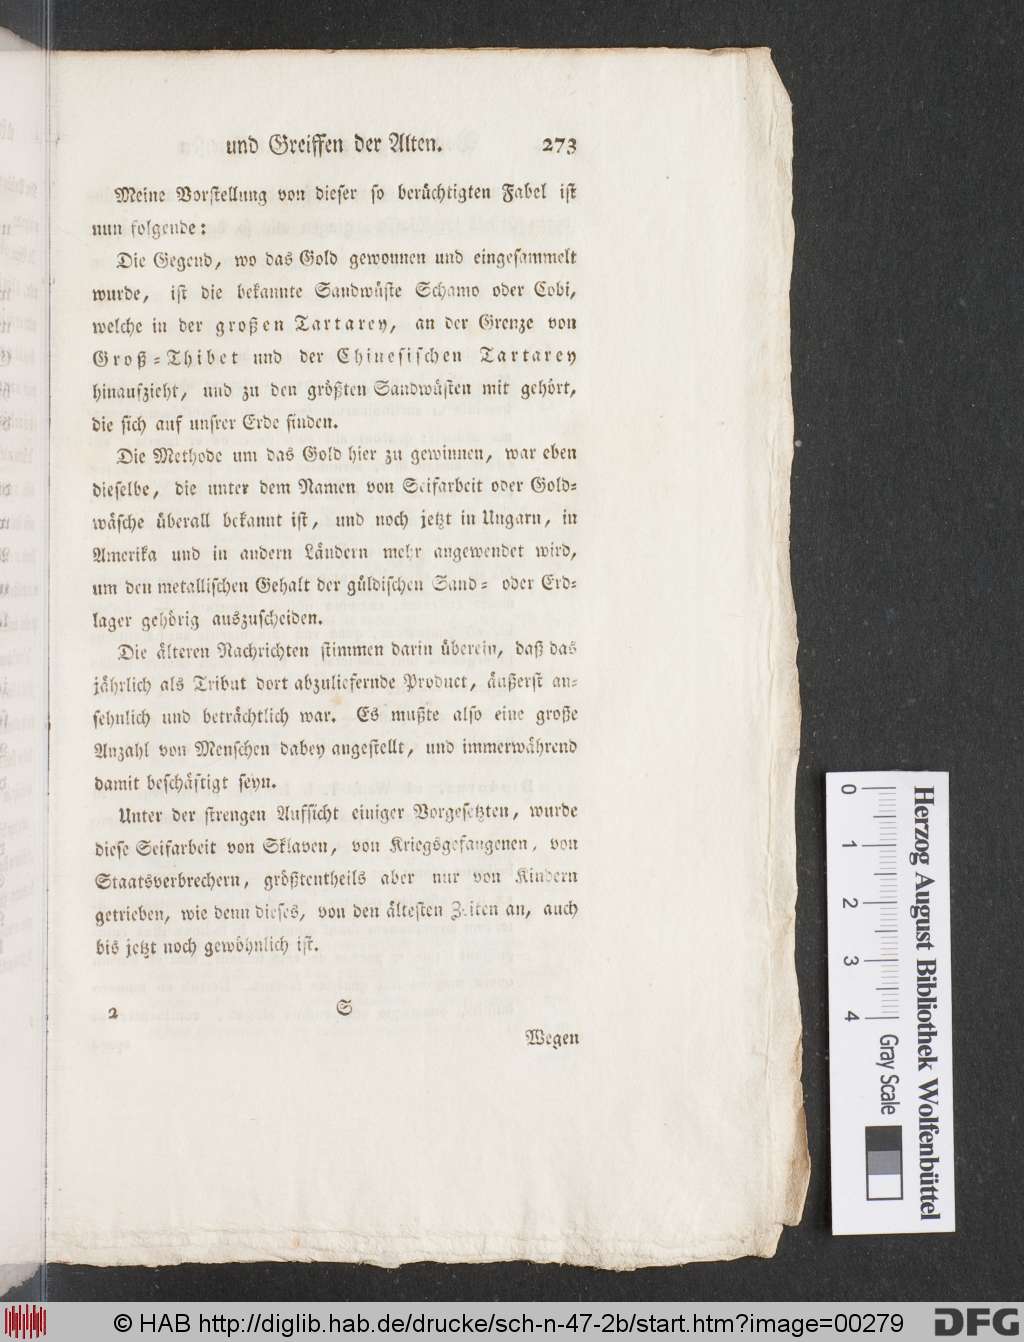 und Greiffen der Alten. 273
Meine Vorstellung von dieser so berüchtigten Fabel ist
nun folgende:
Die Gegend, wo das Gold gewonnen und eingesammelt
wurde, ist die bekannte Sandwüste Schamo oder Cobi,
welche in der großen Tartarey, an der Grenze von
Groß-Thibet und der Chinesischen Tartarey
hinaufzieht, und zu den größten Sandwüsten mit gehört,
die sich auf unsrer Erde finden.
Die Methode um das Gold hier zu gewinnen, war eben
dieselbe, die unter dem Namen von Seifarbeit oder Gold-
wäsche überall bekannt ist, und noch jetzt in Ungarn, in
Amerika und in andern Ländern mehr angewendet wird,
um den metallischen Gehalt der güldischen Sand- oder Erd-
lager gehörig auszuscheiden.
Die älteren Nachrichten stimmen darin überein, daß das
jährlich als Tribut dort abzuliefernde Product, äußerst an-
sehnlich und beträchtlich war. Es mußte also eine große
Anzahl von Menschen dabey angestellt, und immerwährend
damit beschäftigt seyn.
Unter der strengen Aufsicht einiger Vorgesetzten, wurde
diese Seifarbeit von Sklaven, von Kriegsgefangenen, von
Staatsverbrechern, größtentheils aber nur von Kindern
getrieben, wie denn dieses, von den ältesten Zeiten an, auch
bis jetzt noch gewöhnlich ist.
2 S
Wegen
0 1 2 3 4 Gray Scale
Herzog August Bibliothek Wolfenbüttel
© HAB http://diglib.hab.de/drucke/sch-n-47-2b/start.htm?image=00279
DFG